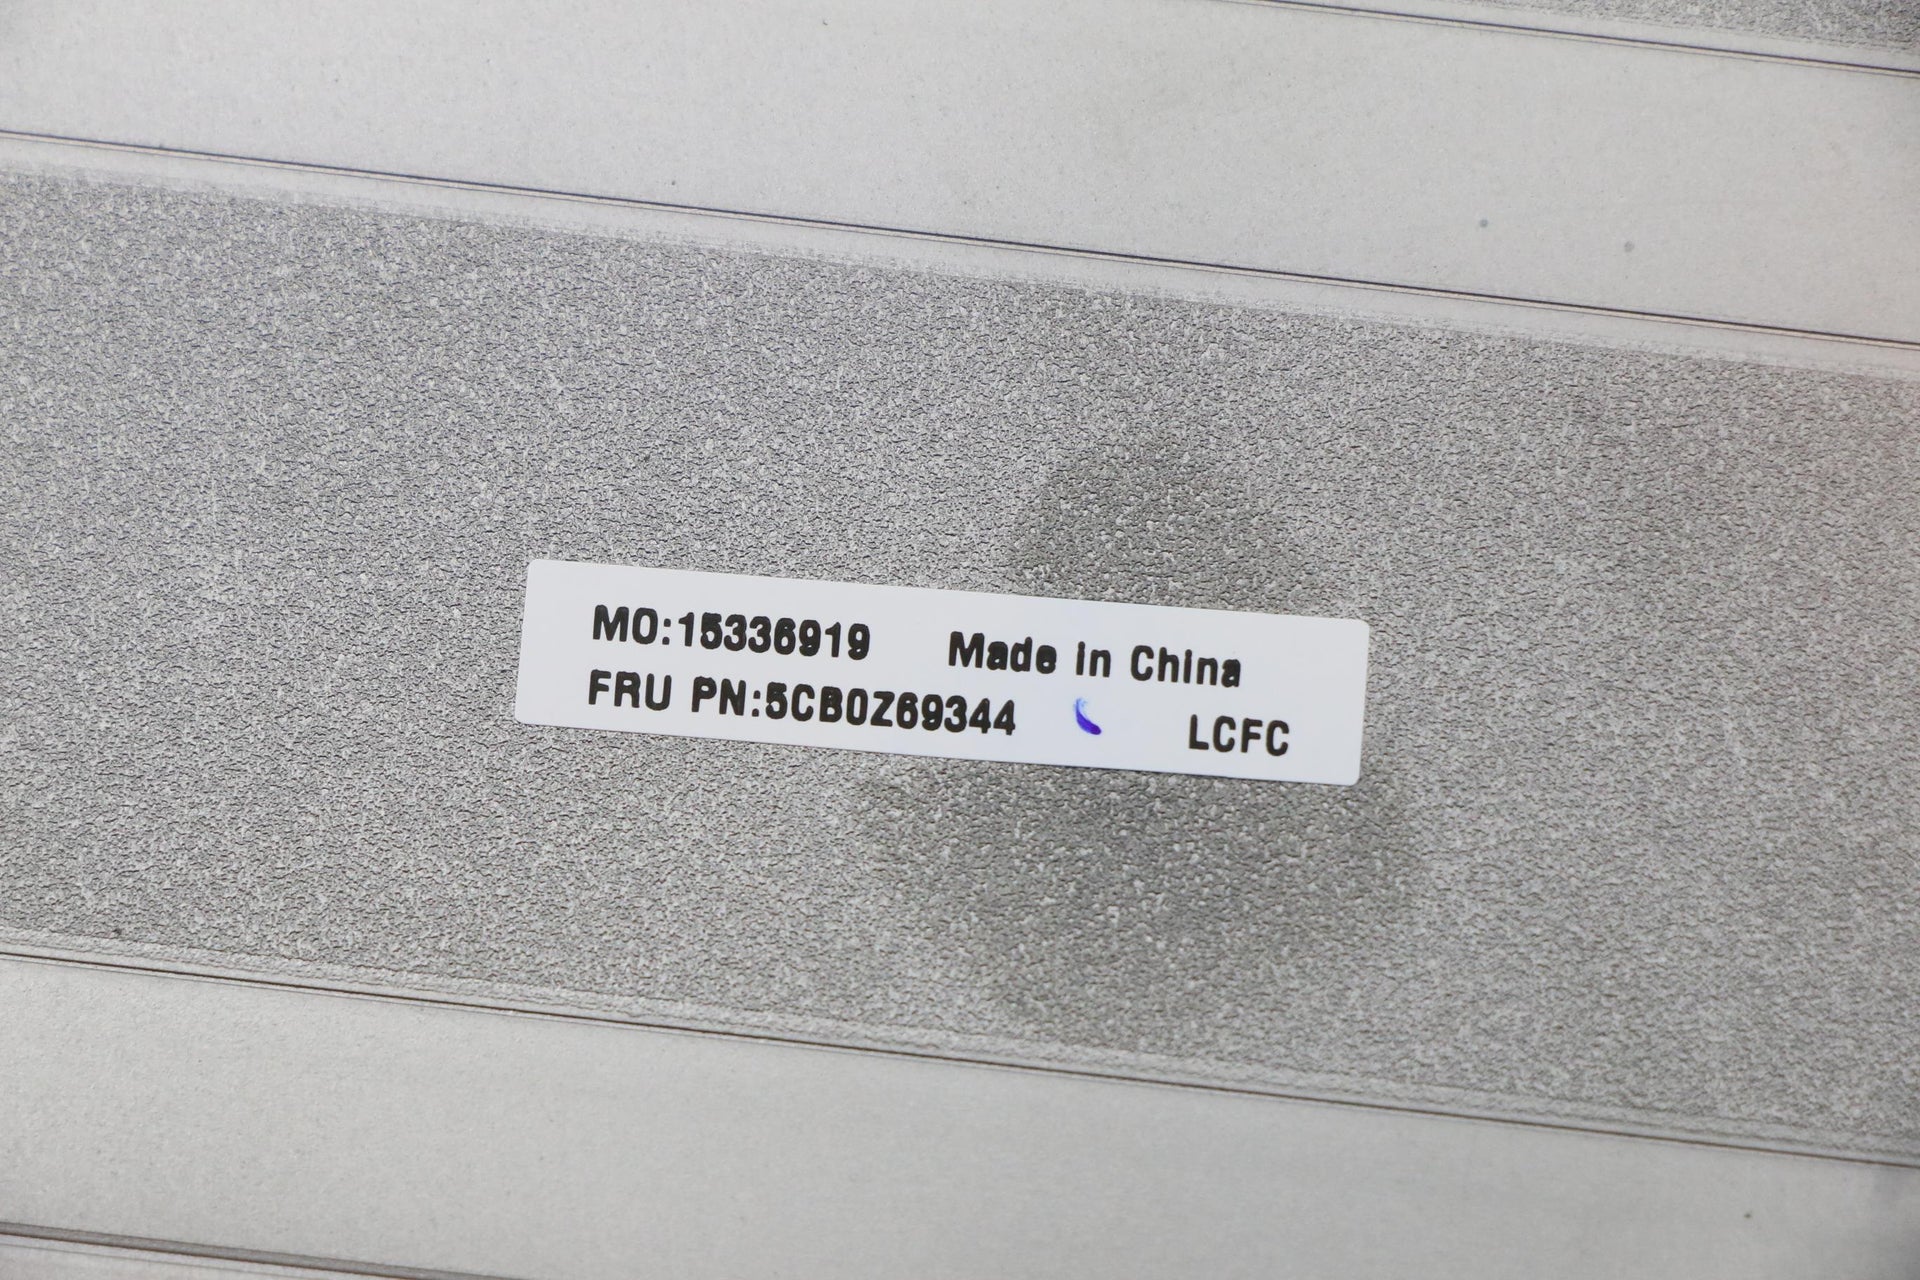 MO:15336919 Made in China
FRU PN:5CB0Z69344 LCFC